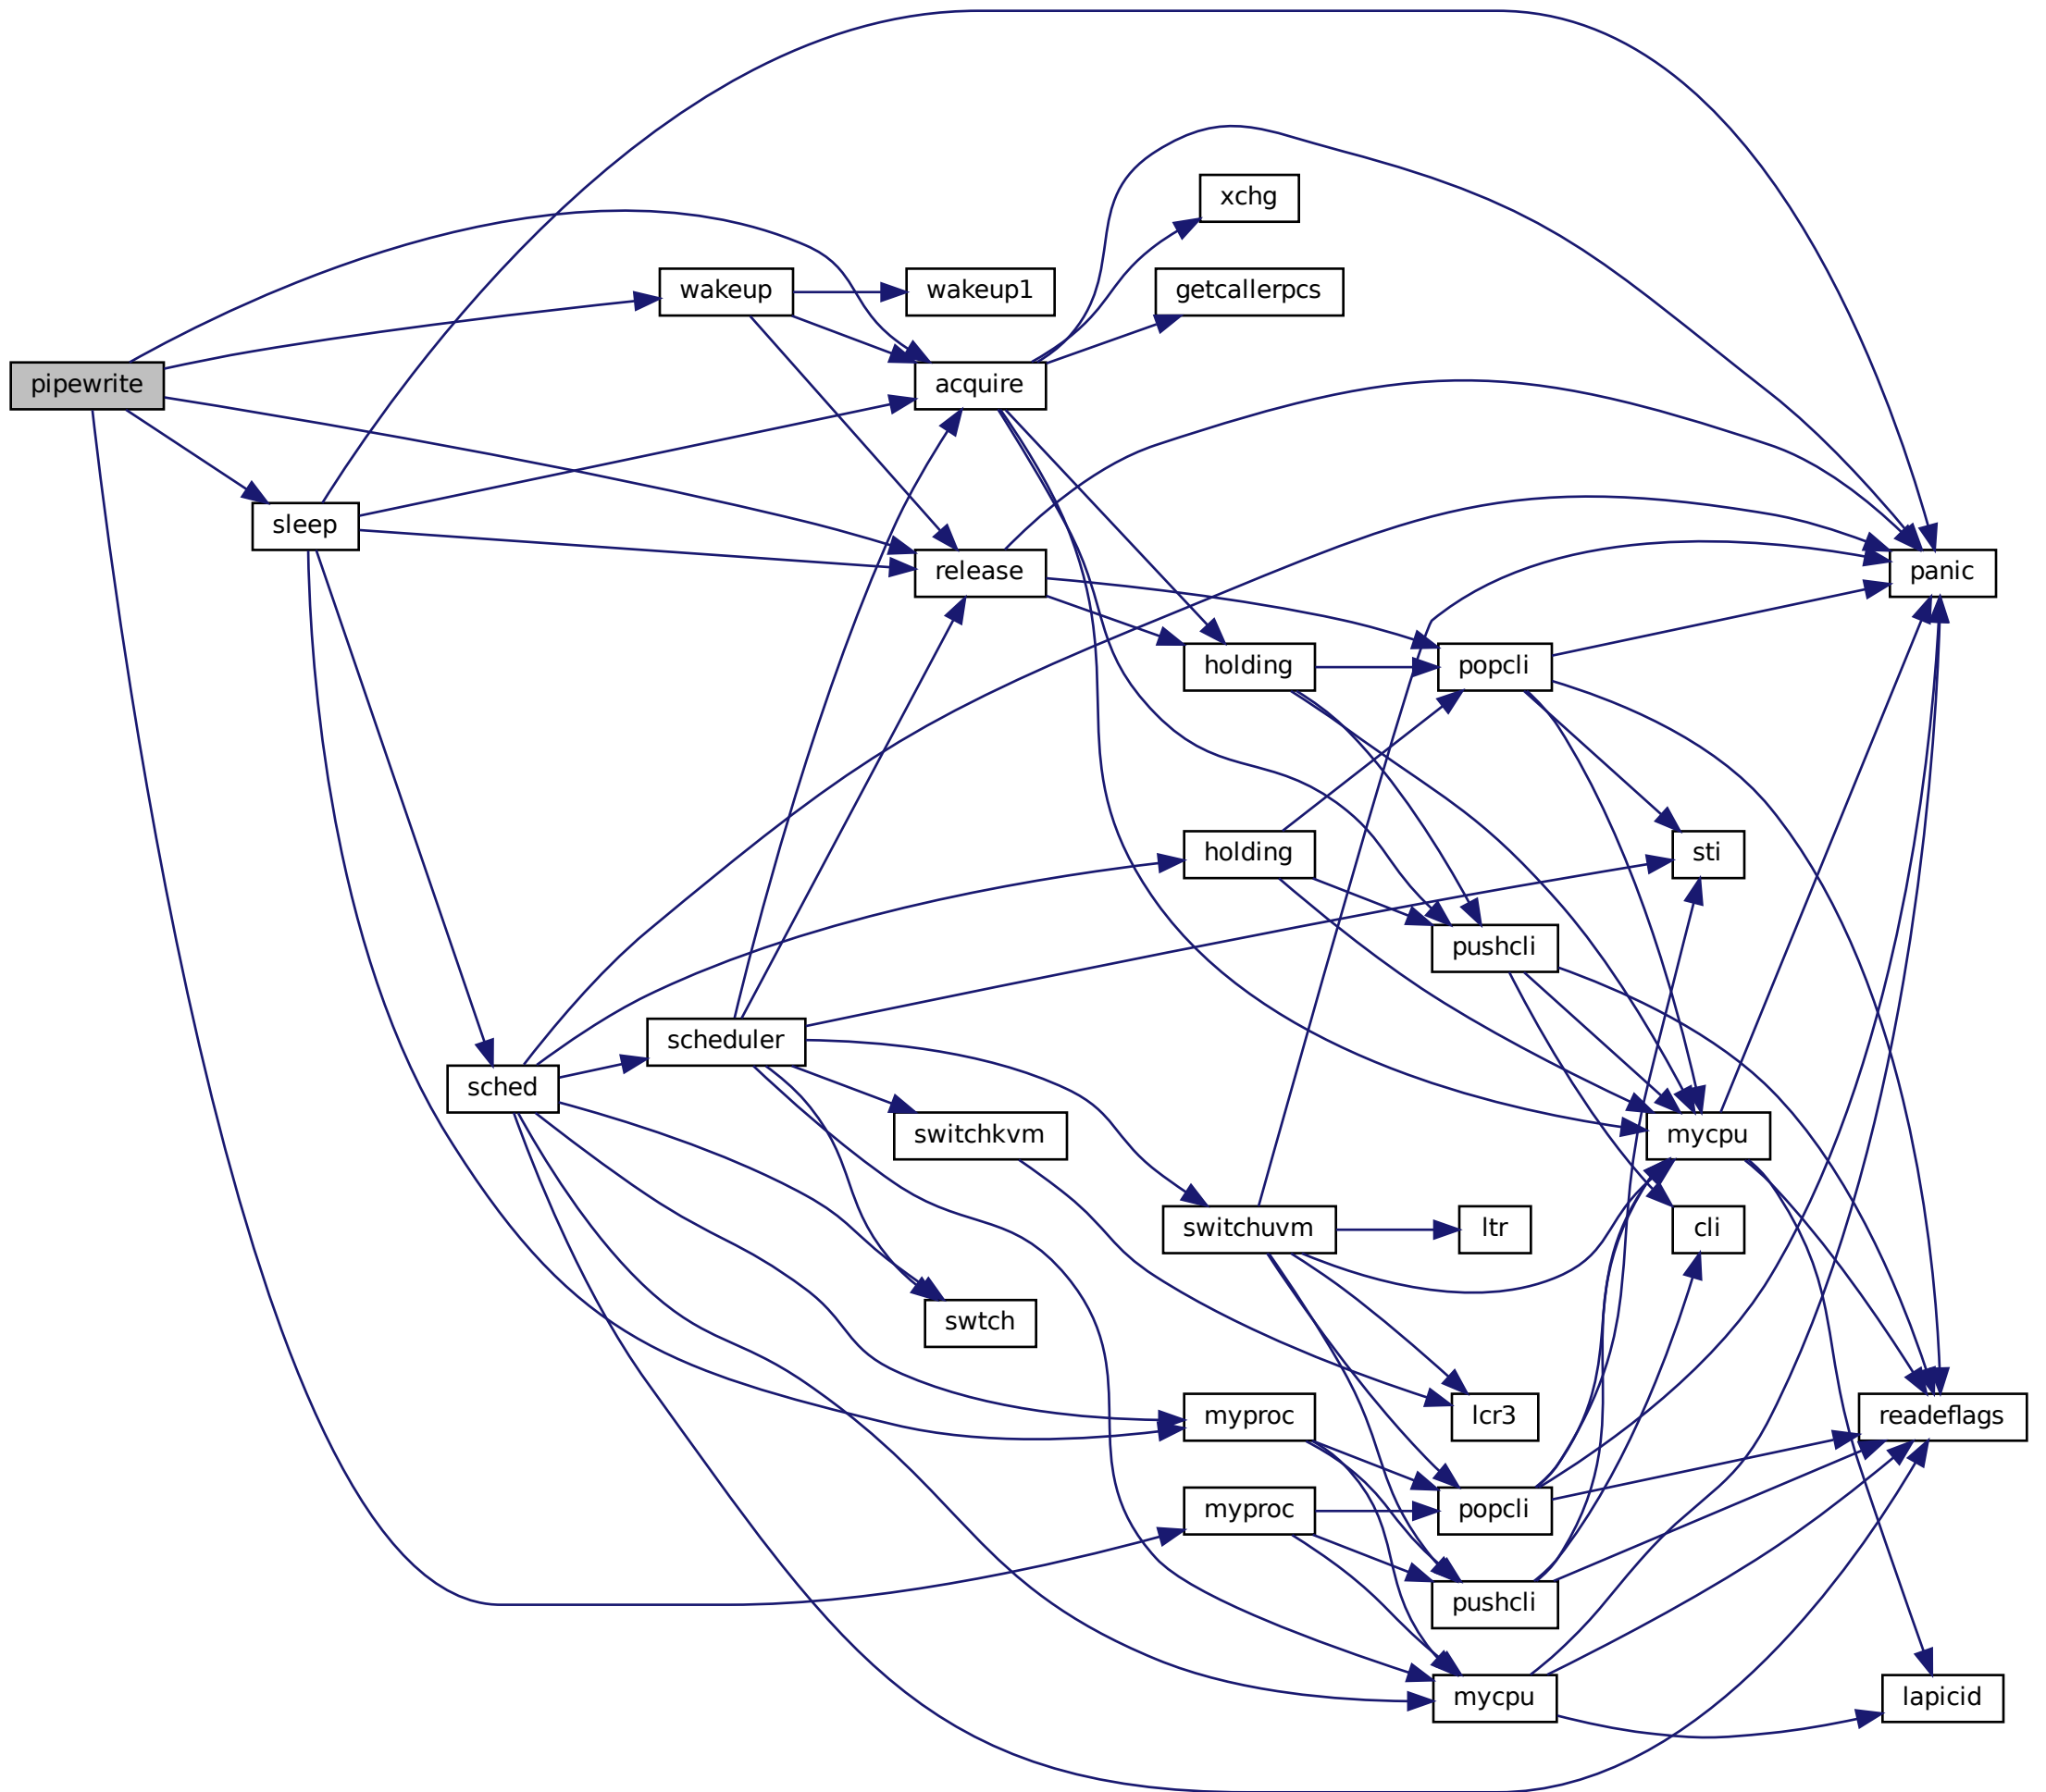 xchg
wakeup
wakeup1
getcallerpcs
pipewrite
acquire
sleep
release
panic
holding
popcli
holding
sti
pushcli
scheduler
sched
switchkvm
mycpu
switchuvm
ltr
cli
swtch
myproc
lcr3
readeflags
myproc
popcli
pushcli
mycpu
lapicid